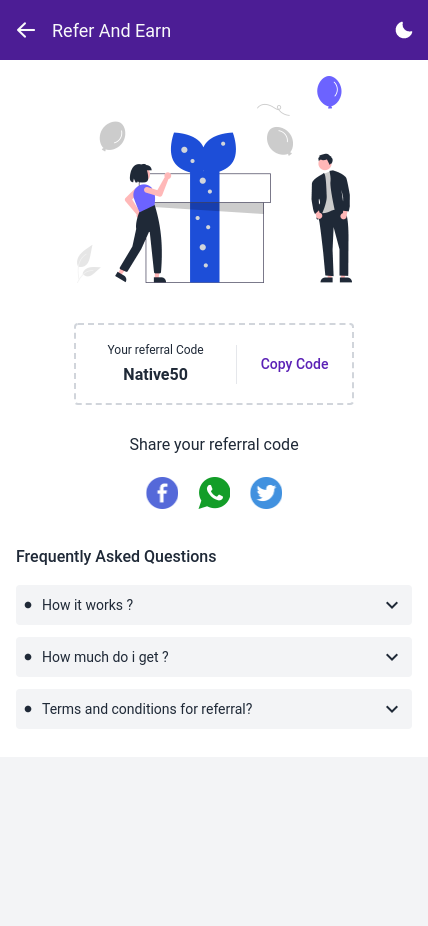 Refer And Earn
Your referral Code
Native50
Copy Code
Share your referral code
Frequently Asked Questions
How it works ?
How much do i get ?
Terms and conditions for referral?